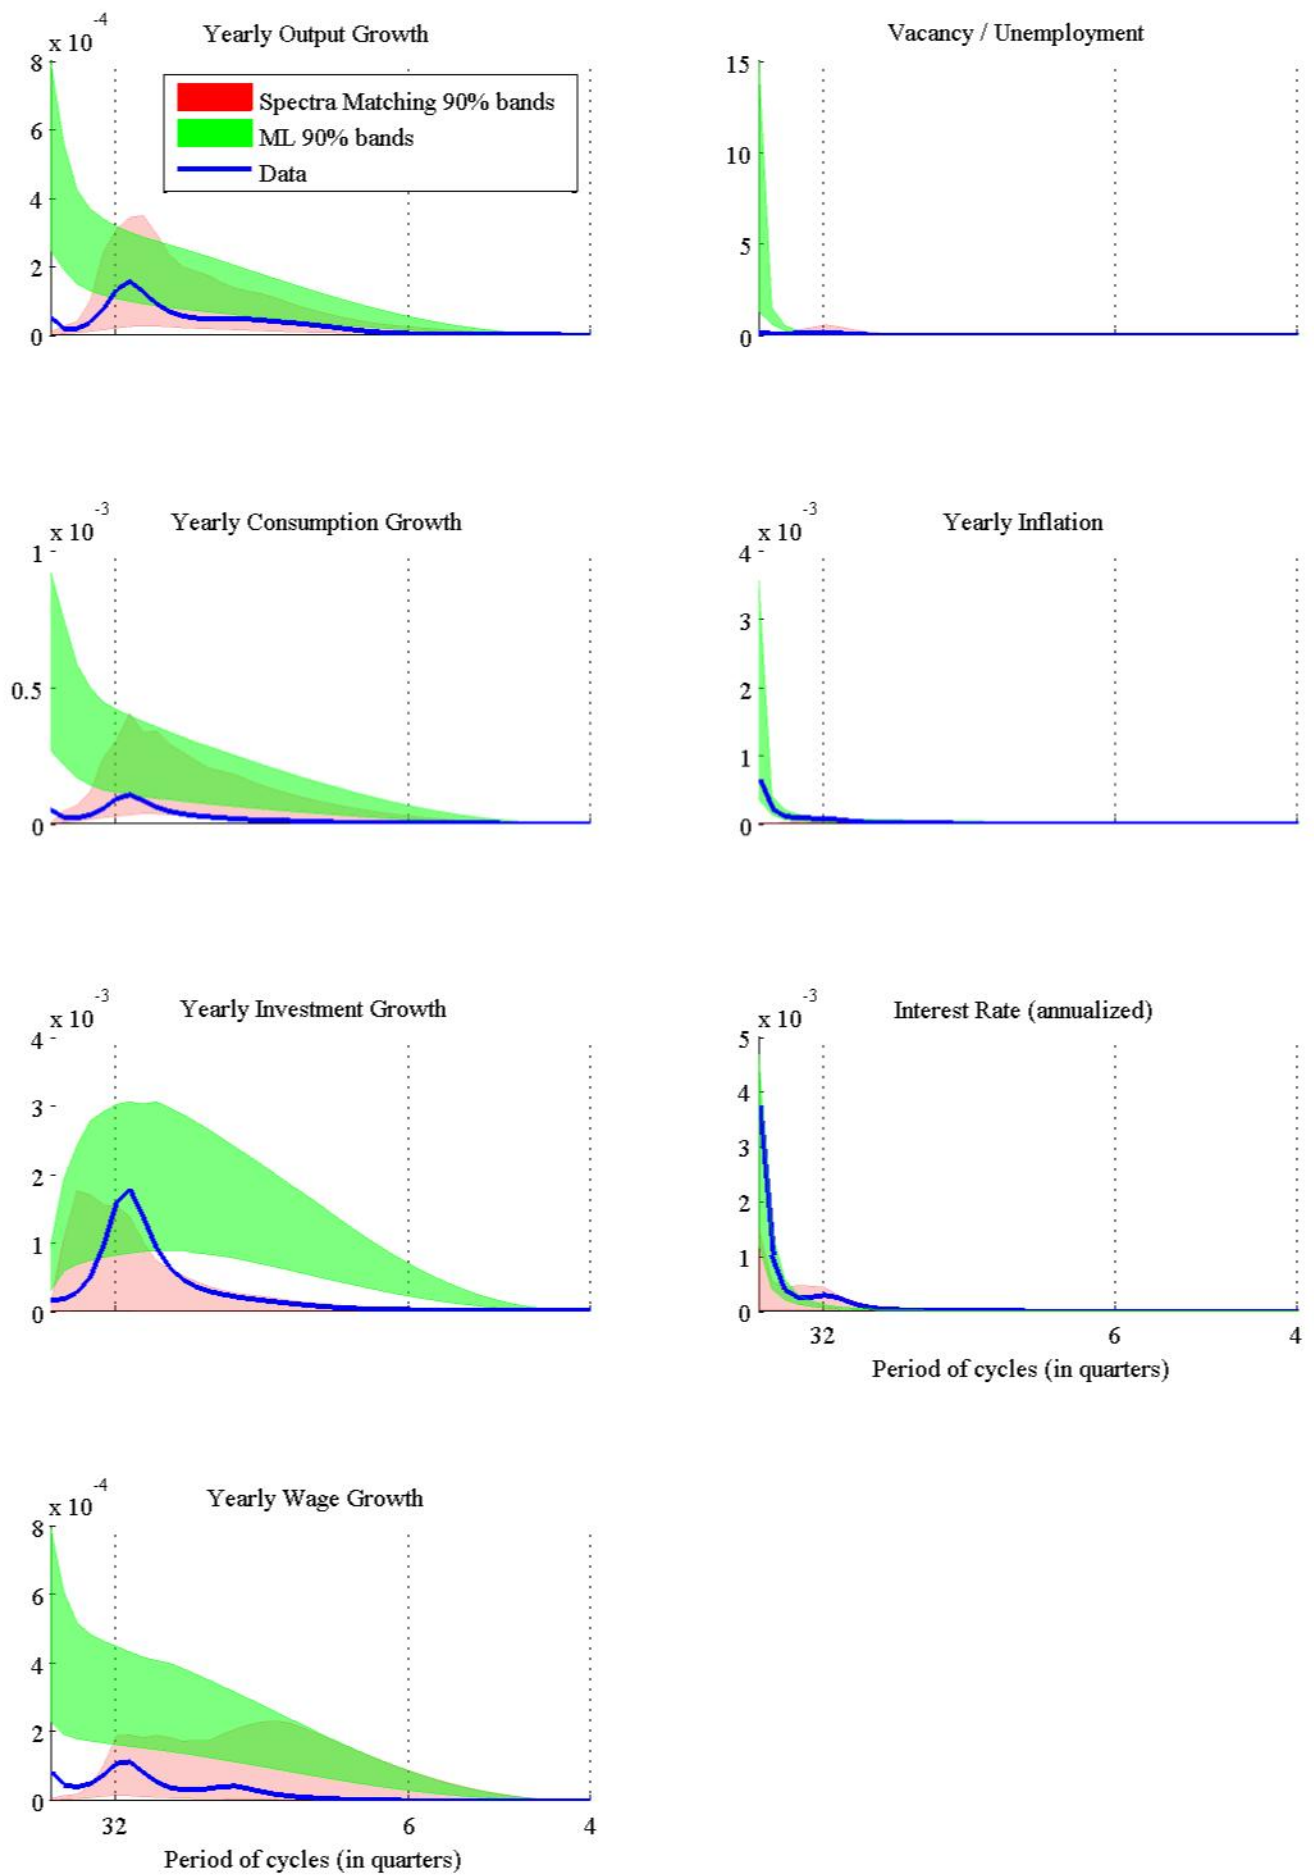 Yearly Output Growth
x 10 -4
8
6
4
2
0
Spectra Matching 90% bands
ML 90% bands
Data
Vacancy / Unemployment
15
10
5
0
Yearly Consumption Growth
x 10 -3
1
0.5
0
Yearly Inflation
x 10 -3
4
3
2
1
0
Yearly Investment Growth
x 10 -3
4
3
2
1
0
Interest Rate (annualized)
x 10 -3
5
4
3
2
1
0
32 6 4
Period of cycles (in quarters)
Yearly Wage Growth
x 10 -4
8
6
4
2
0
32 6 4
Period of cycles (in quarters)